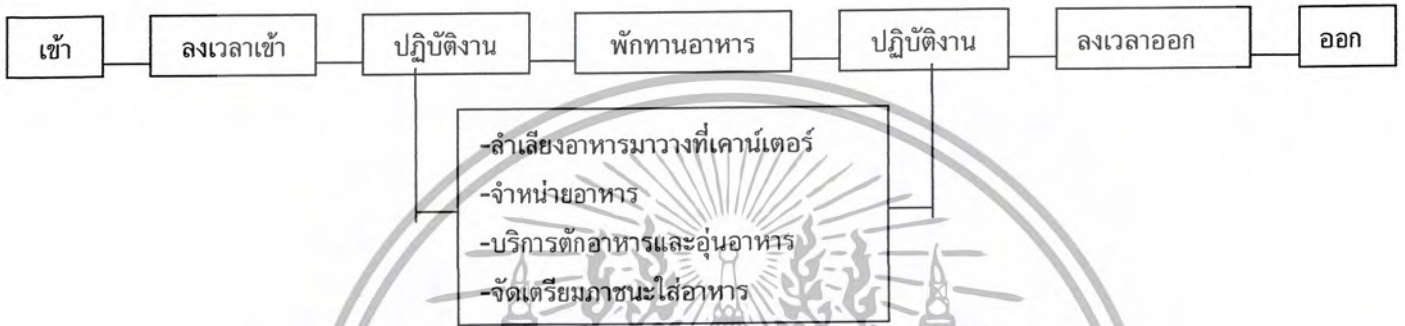 เข้า
ลงเวลาเข้า
ปฏิบัติงาน
พักทานอาหาร
ปฏิบัติงาน
ลงเวลาออก
ออก
-ลำเลียงอาหารมาวางที่เคาน์เตอร์
-จำหน่ายอาหาร
-บริการตักอาหารและอุ่นอาหาร
-จัดเตรียมภาชนะใส่อาหาร